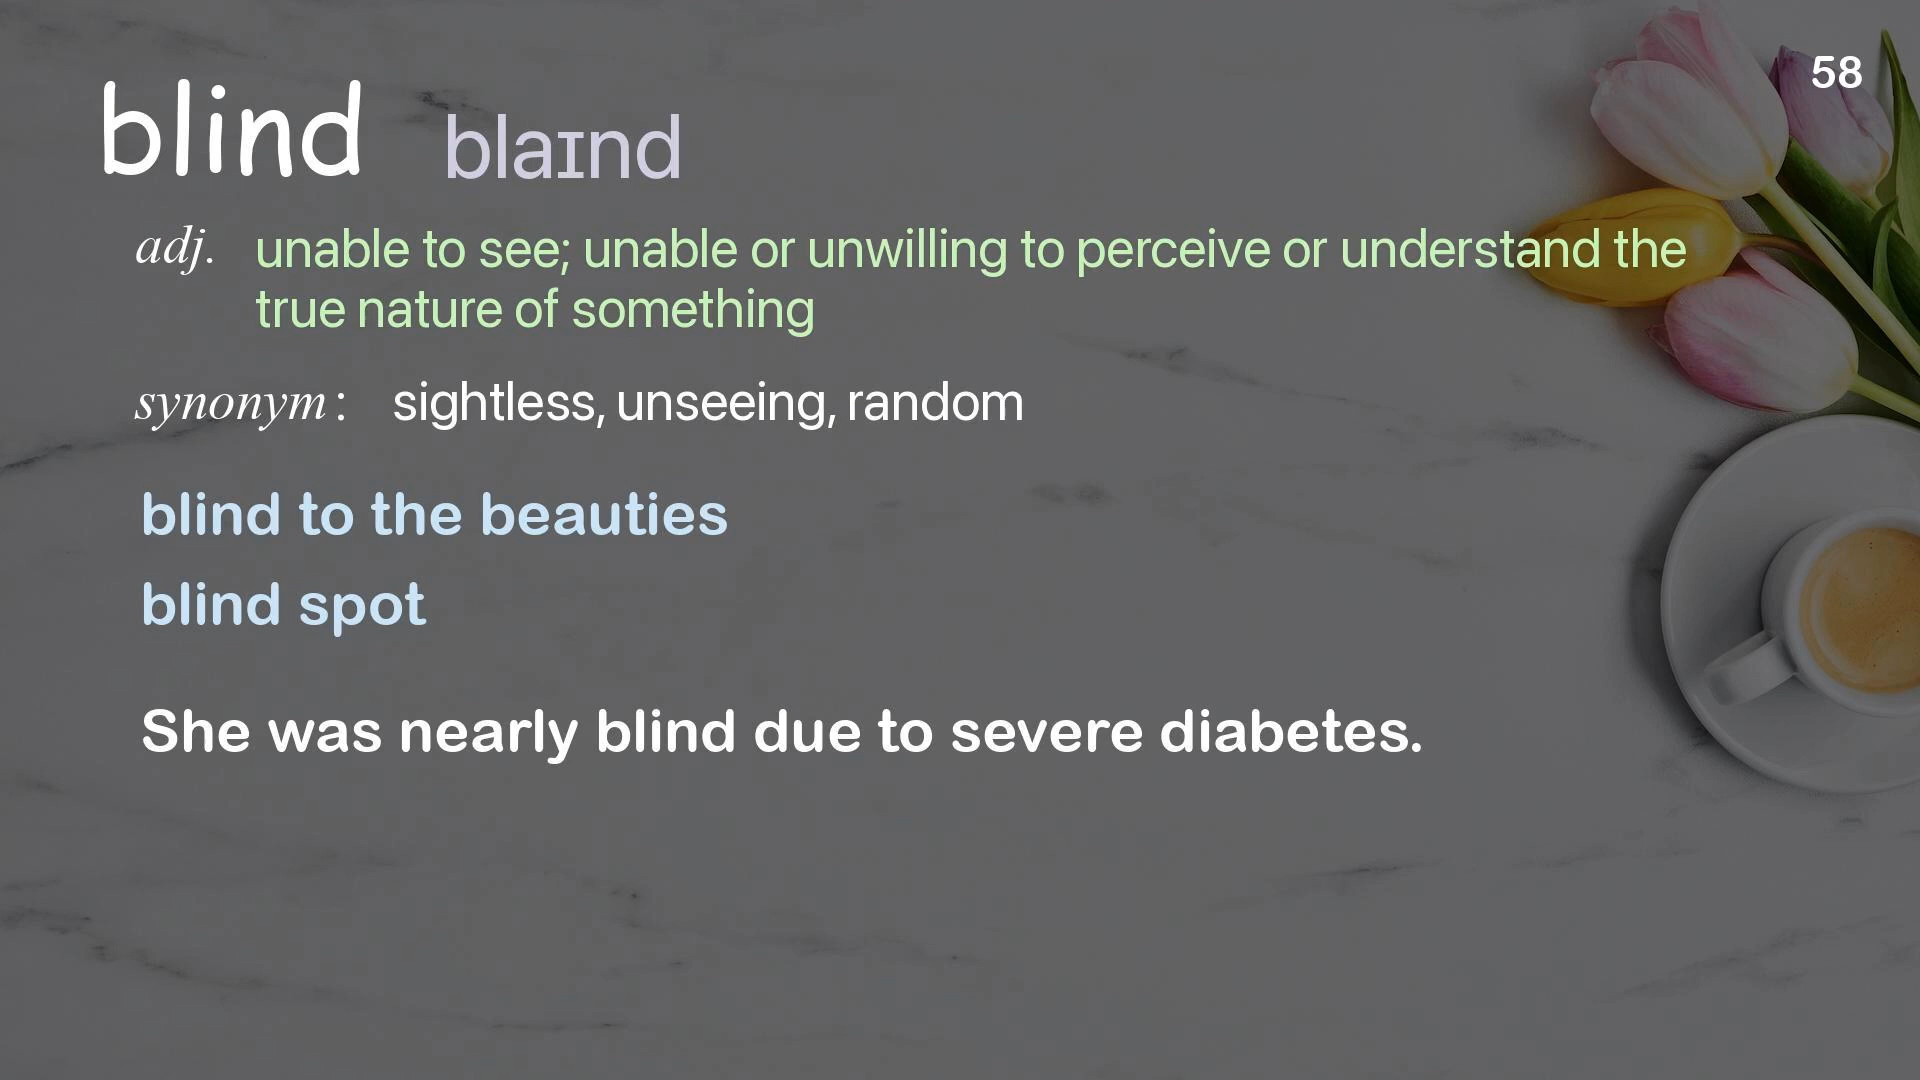 58
blind blaɪnd
adj. unable to see; unable or unwilling to perceive or understand the
true nature of something
synonym : sightless, unseeing, random
blind to the beauties
blind spot
She was nearly blind due to severe diabetes.